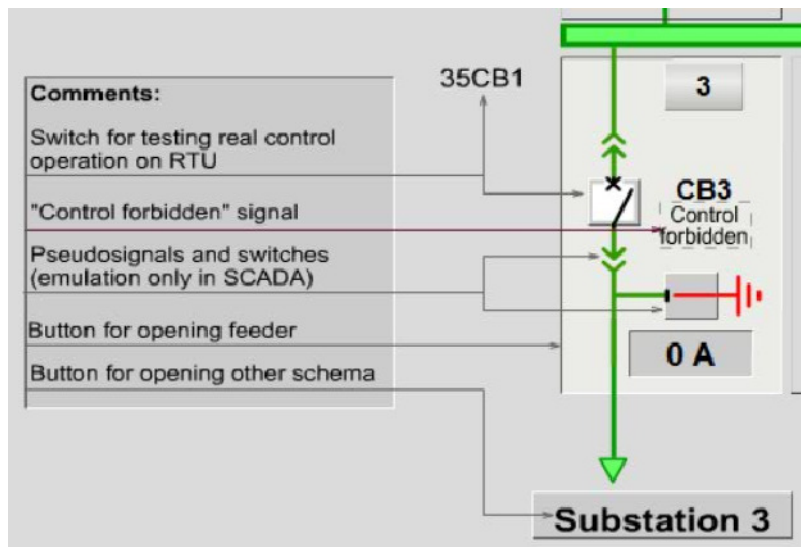 Comments:
Switch for testing real control
operation on RTU
"Control forbidden" signal
Pseudosignals and switches
(emulation only in SCADA)
Button for opening feeder
Button for opening other schema
35CB1
3
CB3
Control
forbidden
0 A
Substation 3